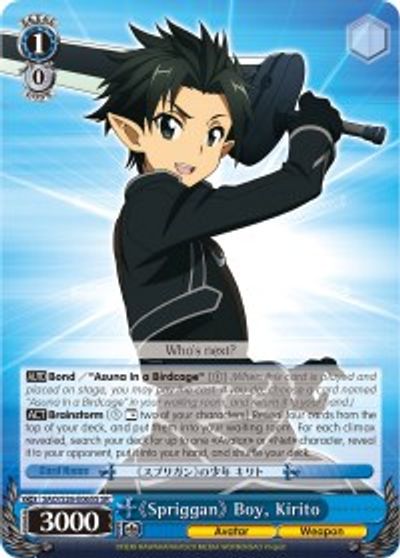 1
0
Who's next?
AUTO Bond ／"Asuna in a Birdcage" [①] (When this card is played and
placed on stage, you may pay the cost. If you do, choose a card named
"Asuna in a Birdcage" in your waiting room, and return it to your hand.)
ACT Brainstorm [① two of your characters] Reveal four cards from the
top of your deck, and put them into your waiting room. For each climax
revealed, search your deck for up to one «Avatar» or «Net» character,
reveal it, put it into your hand, and shuffle your deck.
Card Name
《スプリガン》の少年 キリト
《Spriggan》 Boy, Kirito
3000
Avatar
Weapon